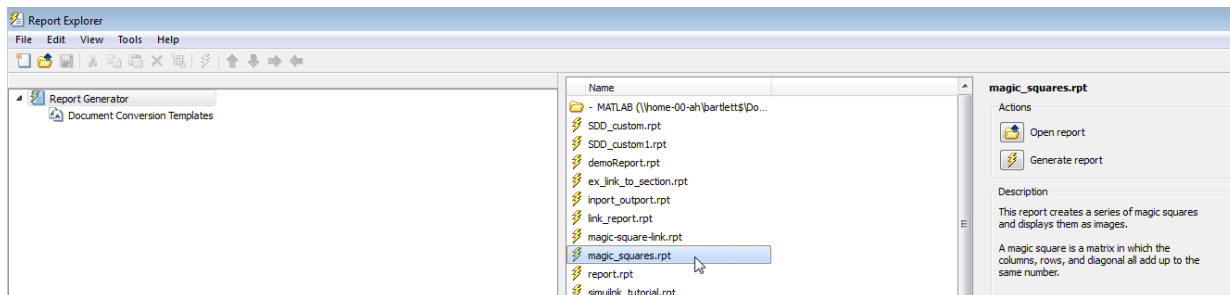 Report Explorer
File Edit View Tools Help
Report Generator
Document Conversion Templates
Name
- MATLAB (\\home-00-ah\bartlett$\Do...
SDD_custom.rpt
SDD_custom1.rpt
demoReport.rpt
ex_link_to_section.rpt
inport_outport.rpt
link_report.rpt
magic-square-link.rpt
magic_squares.rpt
report.rpt
simulnk_tutorial.rpt
magic_squares.rpt
Actions
Open report
Generate report
Description
This report creates a series of magic squares
and displays them as images.
A magic square is a matrix in which the
columns, rows, and diagonal all add up to the
same number.